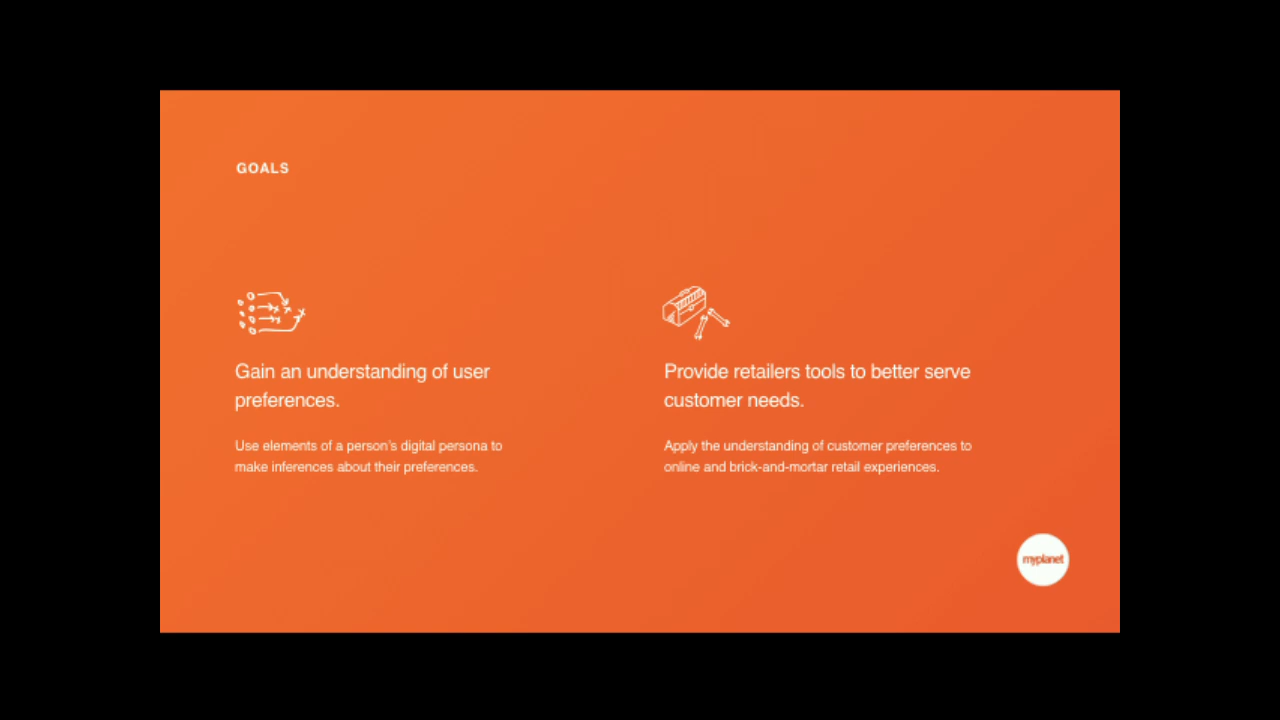 GOALS
Gain an understanding of user
preferences.
Use elements of a person's digital persona to
make inferences about their preferences.
Provide retailers tools to better serve
customer needs.
Apply the understanding of customer preferences to
online and brick-and-mortar retail experiences.
myplanet